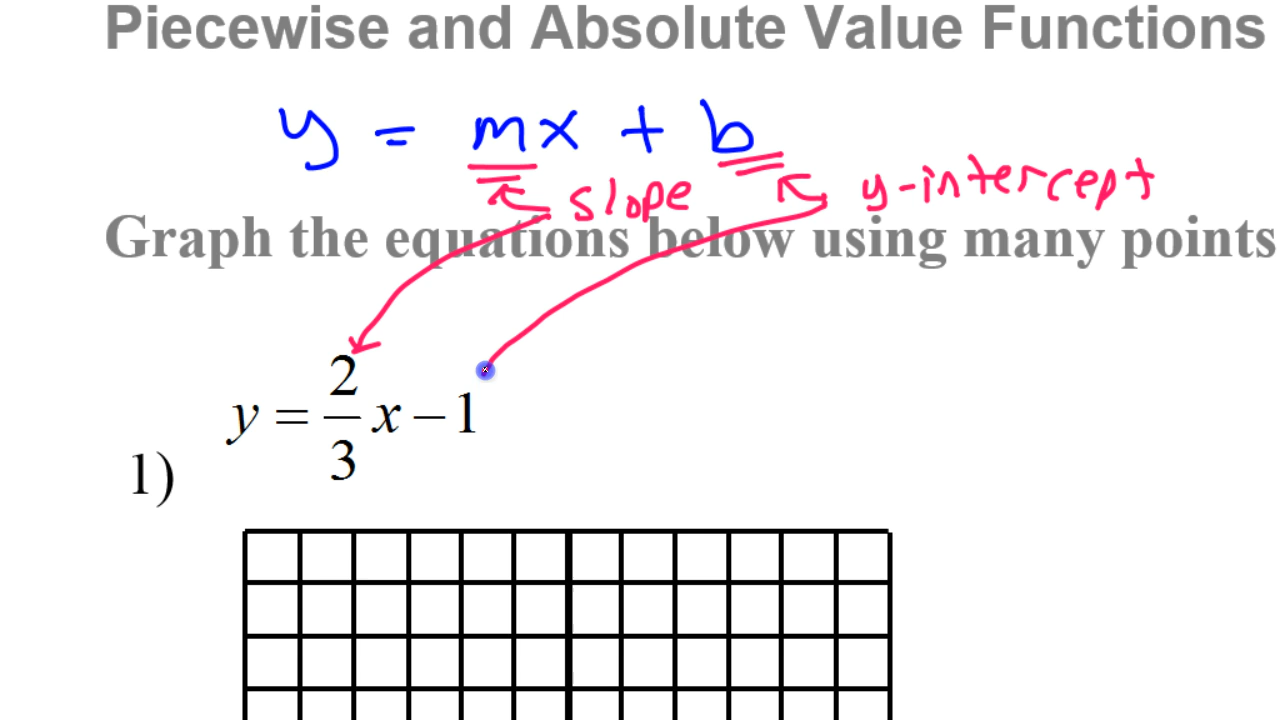 Piecewise and Absolute Value Functions
y = mx + b
slope
y-intercept
Graph the equations below using many points
y = 2/3 x − 1
1)